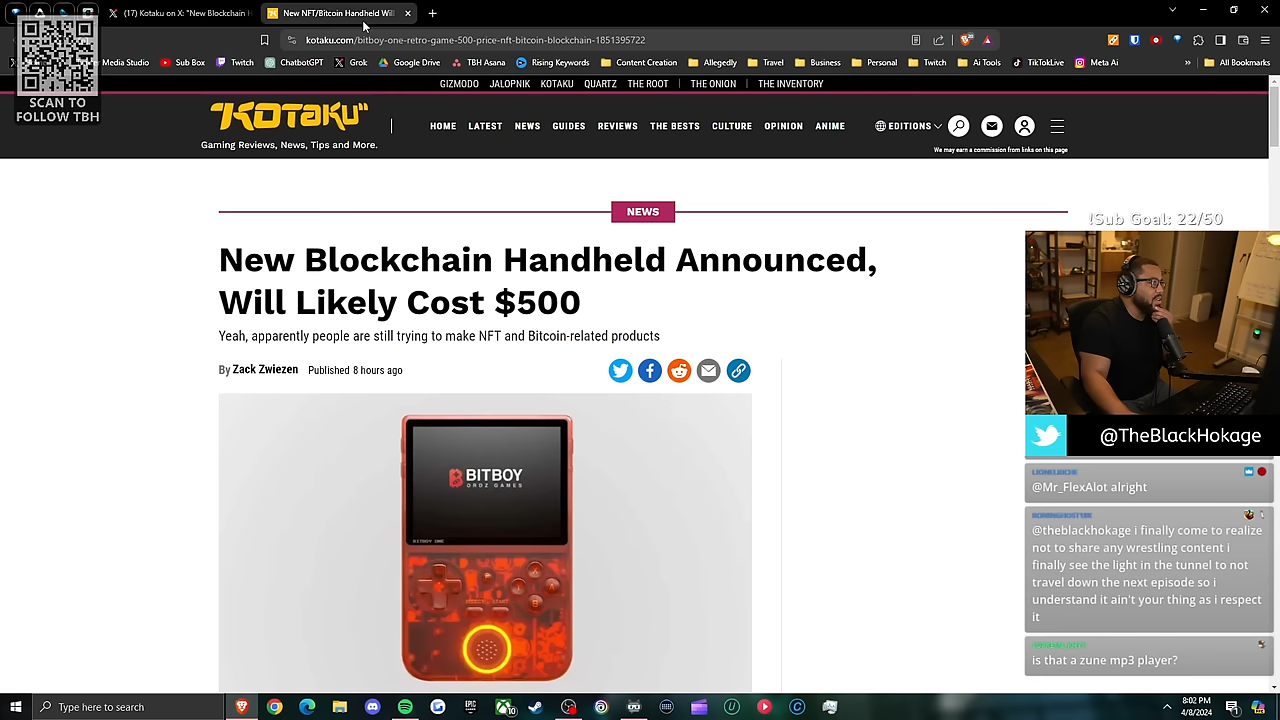 (17) Kotaku on X: "New Blockchain H
New NFT/Bitcoin Handheld Will
kotaku.com/bitboy-one-retro-game-500-price-nft-bitcoin-blockchain-1851395722
Media Studio
Sub Box
Twitch
ChatbotGPT
Grok
Google Drive
TBH Asana
Rising Keywords
Content Creation
Allegedly
Travel
Business
Personal
Twitch
Ai Tools
TikTokLive
Meta Ai
All Bookmarks
SCAN TO
FOLLOW TBH
GIZMODO JALOPNIK KOTAKU QUARTZ THE ROOT THE ONION THE INVENTORY
KOTAKU
Gaming Reviews, News, Tips and More.
HOME LATEST NEWS GUIDES REVIEWS THE BESTS CULTURE OPINION ANIME
EDITIONS
We may earn a commission from links on this page
NEWS
New Blockchain Handheld Announced,
Will Likely Cost $500
Yeah, apparently people are still trying to make NFT and Bitcoin-related products
By Zack Zwiezen Published 8 hours ago
BITBOY
ORDZ GAMES
BITBOY ONE
SELECT START
!Sub Goal: 22/50
@TheBlackHokage
@Mr_FlexAlot alright
@theblackhokage i finally come to realize
not to share any wrestling content i
finally see the light in the tunnel to not
travel down the next episode so i
understand it ain't your thing as i respect
it
is that a zune mp3 player?
Type here to search
8:02 PM
4/8/2024